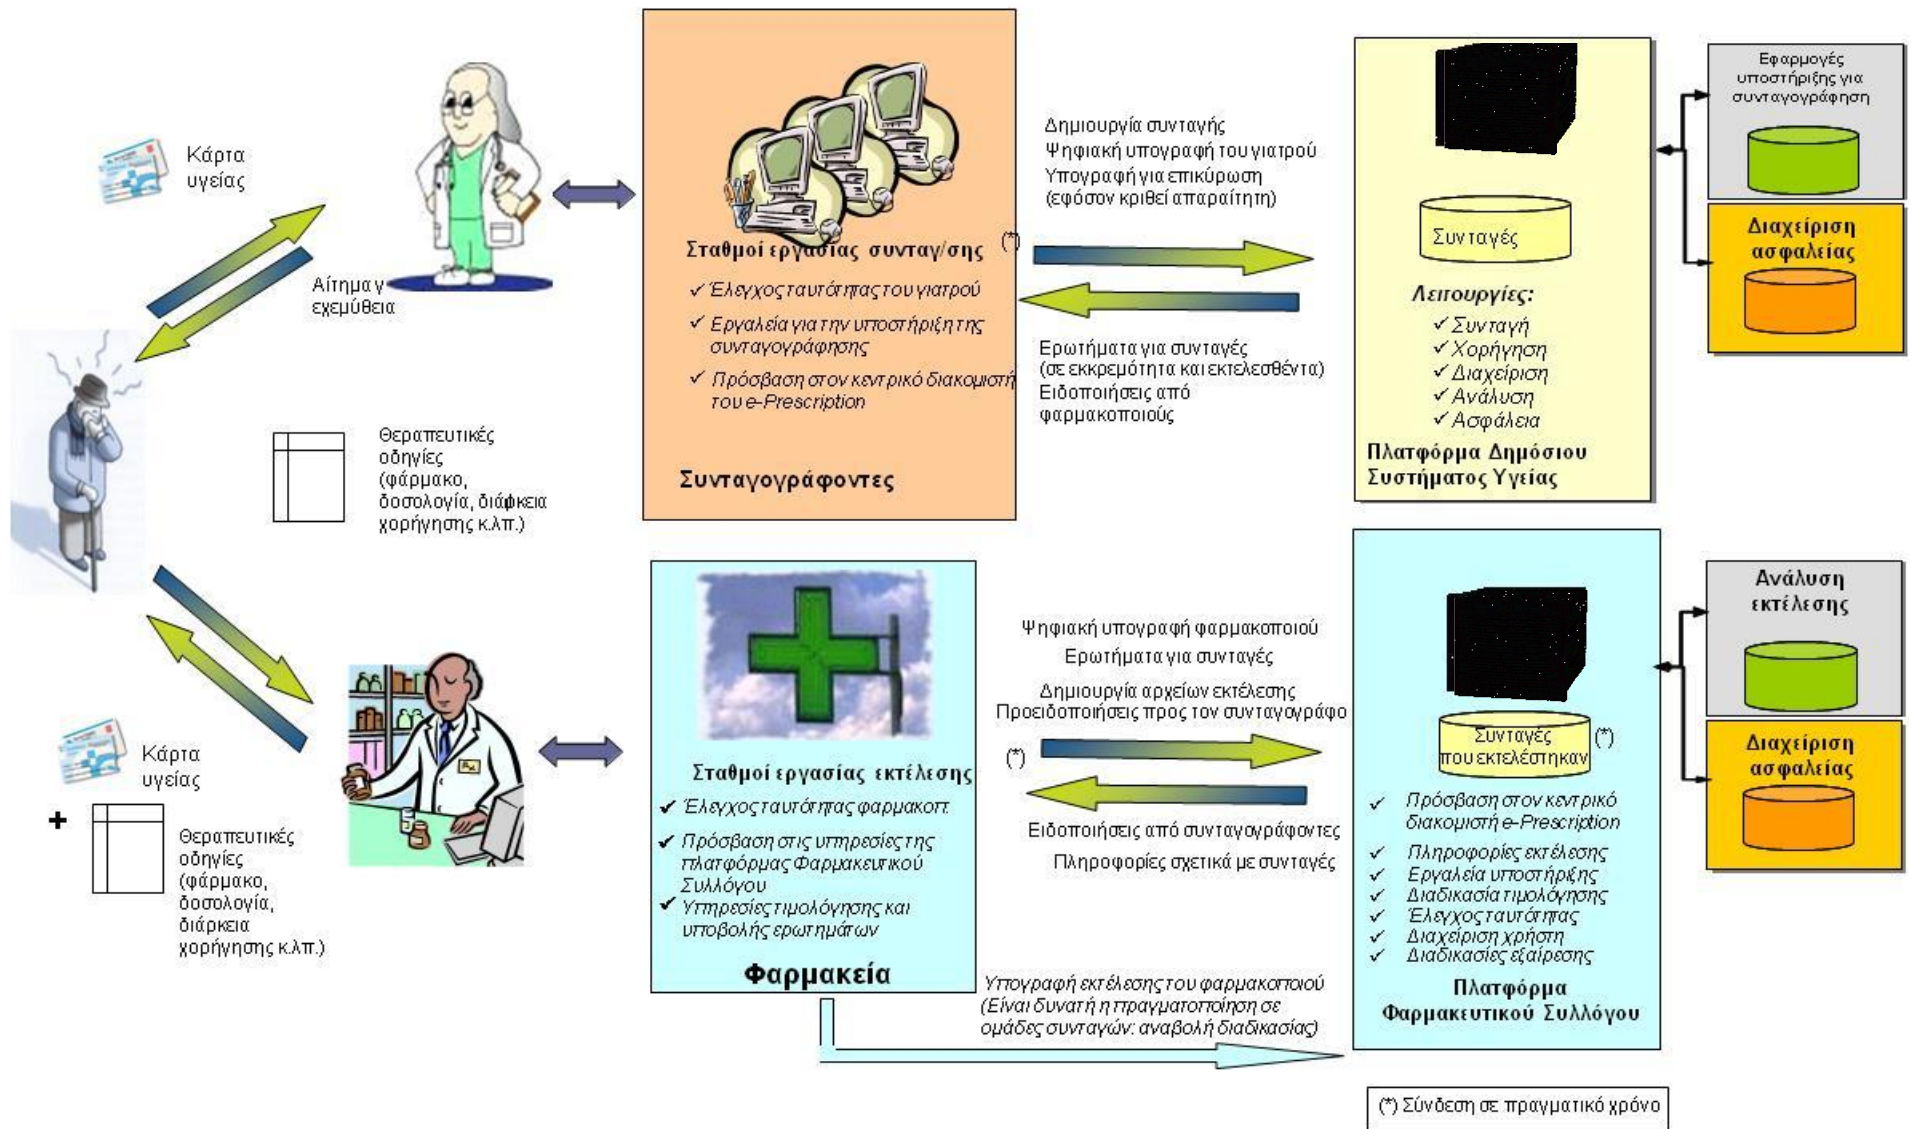 Κάρτα
υγείας
Αίτημα γ
εχεμύθεια
Θεραπευτικές
οδηγίες
(φάρμακο,
δοσολογία, διάρκεια
χορήγησης κ.λπ.)
Κάρτα
υγείας
+
Θεραπευτικές
οδηγίες
(φάρμακο,
δοσολογία,
διάρκεια
χορήγησης κ.λπ.)
Σταθμοί εργασίας συνταγ/σης (*)
✓ Έλεγχος ταυτότητας του γιατρού
✓ Εργαλεία για την υποστήριξη της
συνταγογράφησης
✓ Πρόσβαση στον κεντρικό διακομιστή
του e-Prescription
Συνταγογράφοντες
Δημιουργία συνταγής
Ψηφιακή υπογραφή του γιατρού
Υπογραφή για επικύρωση
(εφόσον κριθεί απαραίτητη)
Ερωτήματα για συνταγές
(σε εκκρεμότητα και εκτελεσθέντα)
Ειδοποιήσεις από
φαρμακοποιούς
Συνταγές
Λειτουργίες:
✓ Συνταγή
✓ Χορήγηση
✓ Διαχείριση
✓ Ανάλυση
✓ Ασφάλεια
Πλατφόρμα Δημόσιου
Συστήματος Υγείας
Εφαρμογές
υποστήριξης για
συνταγογράφηση
Διαχείριση
ασφαλείας
Σταθμοί εργασίας εκτέλεσης
✓ Έλεγχος ταυτότητας φαρμακοπ.
✓ Πρόσβαση στις υπηρεσίες της
πλατφόρμας Φαρμακευτικού
Συλλόγου
✓ Υπηρεσίες τιμολόγησης και
υποβολής ερωτημάτων
Φαρμακεία
Ψηφιακή υπογραφή φαρμακοποιού
Ερωτήματα για συνταγές
Δημιουργία αρχείων εκτέλεσης
Προειδοποιήσεις προς τον συνταγογράφο
(*)
Ειδοποιήσεις από συνταγογράφοντες
Πληροφορίες σχετικά με συνταγές
Υπογραφή εκτέλεσης του φαρμακοποιού
(Είναι δυνατή η πραγματοποίηση σε
ομάδες συνταγών: αναβολή διαδικασίας)
Συνταγές (*)
που εκτελέστηκαν
✓ Πρόσβαση στον κεντρικό
διακομιστή e-Prescription
✓ Πληροφορίες εκτέλεσης
✓ Εργαλεία υποστήριξης
✓ Διαδικασία τιμολόγησης
✓ Έλεγχος ταυτότητας
✓ Διαχείριση χρήστη
✓ Διαδικασίες εξαίρεσης
Πλατφόρμα
Φαρμακευτικού Συλλόγου
Ανάλυση
εκτέλεσης
Διαχείριση
ασφαλείας
(*) Σύνδεση σε πραγματικό χρόνο